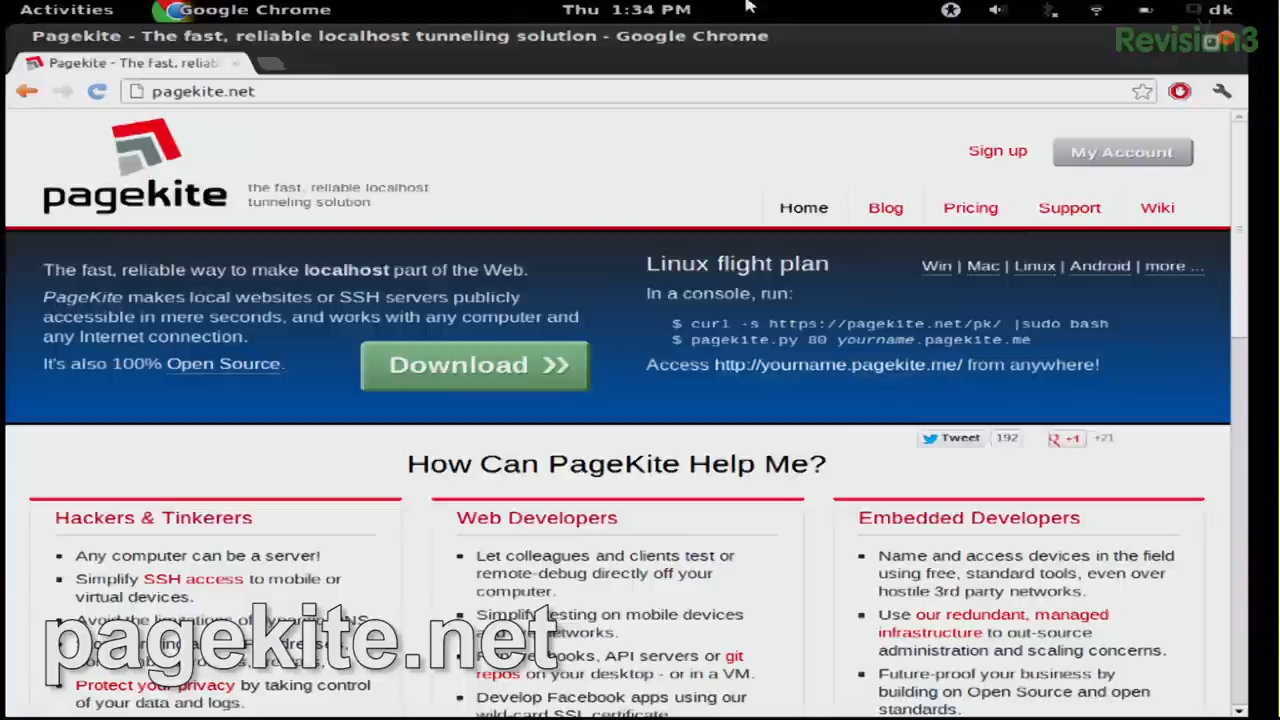 Activities
Google Chrome
Thu 1:34 PM
dk
Pagekite - The fast, reliable localhost tunneling solution - Google Chrome
Revision3
Pagekite - The fast, reliab
pagekite.net
pagekite
the fast, reliable localhost
tunneling solution
Sign up
My Account
Home
Blog
Pricing
Support
Wiki
The fast, reliable way to make localhost part of the Web.
PageKite makes local websites or SSH servers publicly
accessible in mere seconds, and works with any computer and
any Internet connection.
It's also 100% Open Source.
Download >>
Linux flight plan
Win | Mac | Linux | Android | more ...
In a console, run:
$ curl -s https://pagekite.net/pk/ |sudo bash
$ pagekite.py 80 yourname.pagekite.me
Access http://yourname.pagekite.me/ from anywhere!
Tweet 192
+1 +21
How Can PageKite Help Me?
Hackers & Tinkerers
Any computer can be a server!
Simplify SSH access to mobile or
virtual devices.
Avoid the
Protect your privacy by taking control
of your data and logs.
Web Developers
Let colleagues and clients test or
remote-debug directly off your
computer.
Simplify testing on mobile devices
networks.
books, API servers or git
repos on your desktop - or in a VM.
Develop Facebook apps using our
wild-card SSL certificate.
Embedded Developers
Name and access devices in the field
using free, standard tools, even over
hostile 3rd party networks.
Use our redundant, managed
infrastructure to out-source
administration and scaling concerns.
Future-proof your business by
building on Open Source and open
standards.
pagekite.net